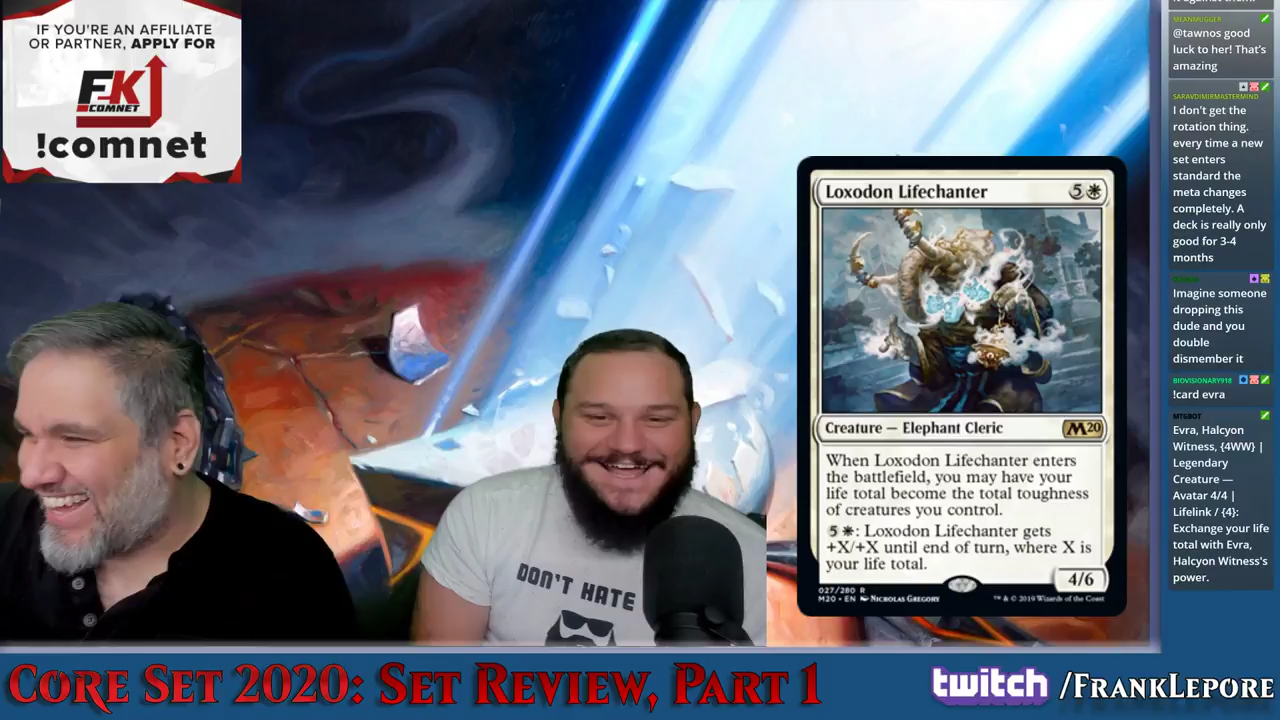 IF YOU'RE AN AFFILIATE
OR PARTNER, APPLY FOR
F2K
COMNET
!comnet
Loxodon Lifechanter 5
Creature — Elephant Cleric M20
When Loxodon Lifechanter enters
the battlefield, you may have your
life total become the total toughness
of creatures you control.
5 : Loxodon Lifechanter gets
+X/+X until end of turn, where X is
your life total.
4/6
027/280 R
M20 • EN NICHOLAS GREGORY
™ & © 2019 Wizards of the Coast
DON'T HATE
MEANMUGGER
@tawnos good
luck to her! That's
amazing
SARAVDIMIRMASTERMIND
I don't get the
rotation thing.
every time a new
set enters
standard the
meta changes
completely. A
deck is really only
good for 3-4
months
Imagine someone
dropping this
dude and you
double
dismember it
BIOVISIONARY918
!card evra
MTGBOT
Evra, Halcyon
Witness, {4WW} |
Legendary
Creature —
Avatar 4/4 |
Lifelink / {4}:
Exchange your life
total with Evra,
Halcyon Witness's
power.
CORE SET 2020: SET REVIEW, PART 1
twitch /FRANKLEPORE